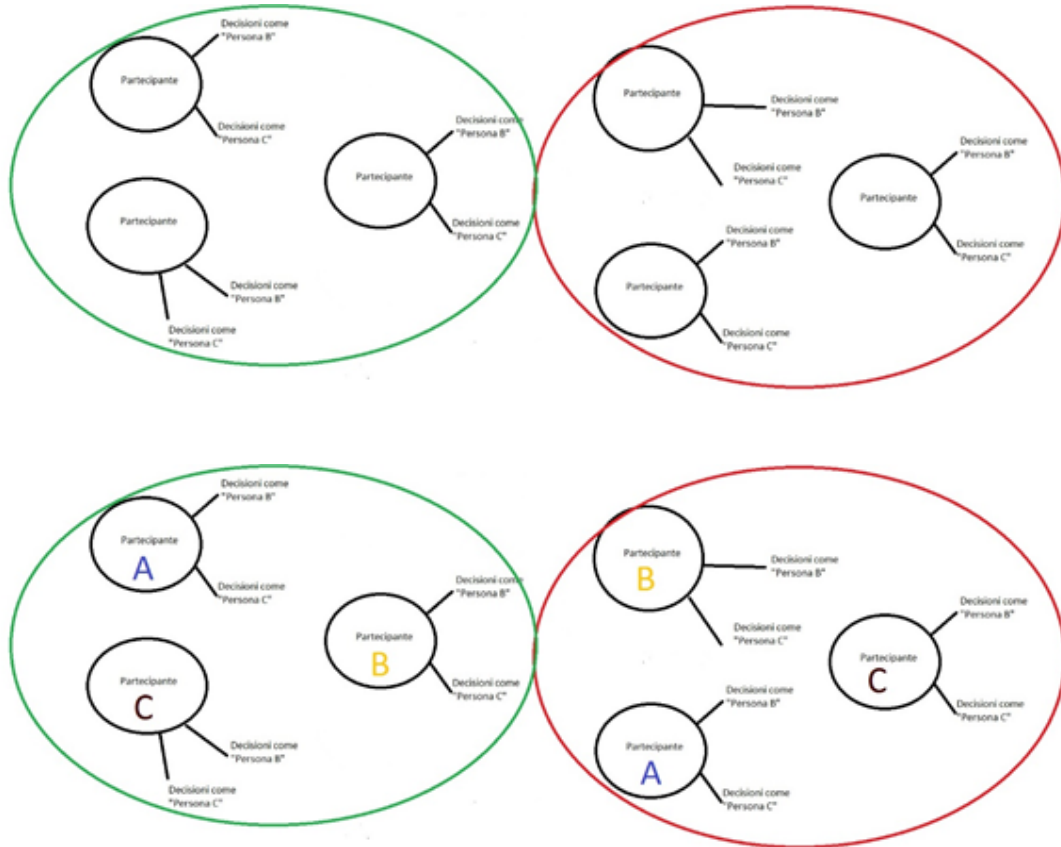 Decisioni come
"Persona B"
Partecipante
Decisioni come
"Persona C"
Decisioni come
"Persona B"
Partecipante
Decisioni come
"Persona C"
Partecipante
Decisioni come
"Persona B"
Decisioni come
"Persona C"
Partecipante
Decisioni come
"Persona B"
Decisioni come
"Persona C"
Decisioni come
"Persona B"
Partecipante
Decisioni come
"Persona C"
Decisioni come
"Persona B"
Partecipante
Decisioni come
"Persona C"
Decisioni come
"Persona B"
Partecipante
A
Decisioni come
"Persona C"
Decisioni come
"Persona B"
Partecipante
B
Decisioni come
"Persona C"
Partecipante
C
Decisioni come
"Persona B"
Decisioni come
"Persona C"
Partecipante
B
Decisioni come
"Persona B"
Decisioni come
"Persona C"
Decisioni come
"Persona B"
Partecipante
C
Decisioni come
"Persona C"
Decisioni come
"Persona B"
Partecipante
A
Decisioni come
"Persona C"